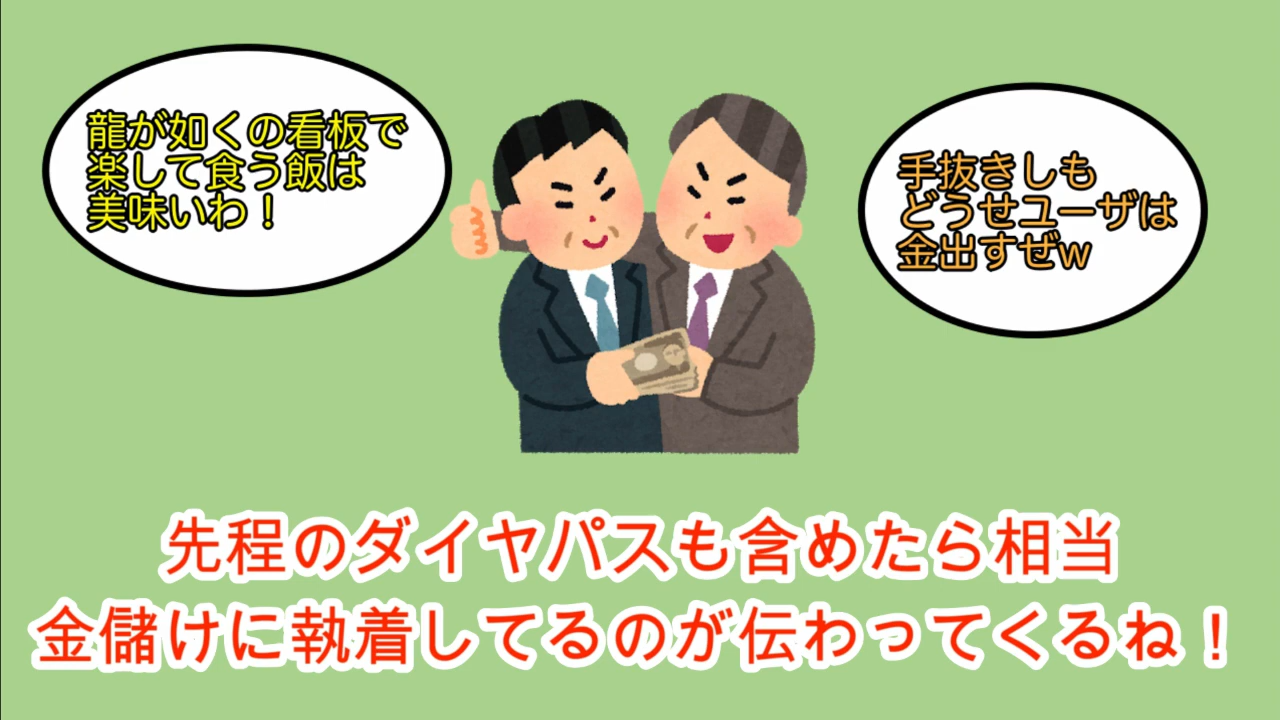 龍が如くの看板で
楽して食う飯は
美味いわ！
手抜きしも
どうせユーザは
金出すぜw
先程のダイヤパスも含めたら相当
金儲けに執着してるのが伝わってくるね！